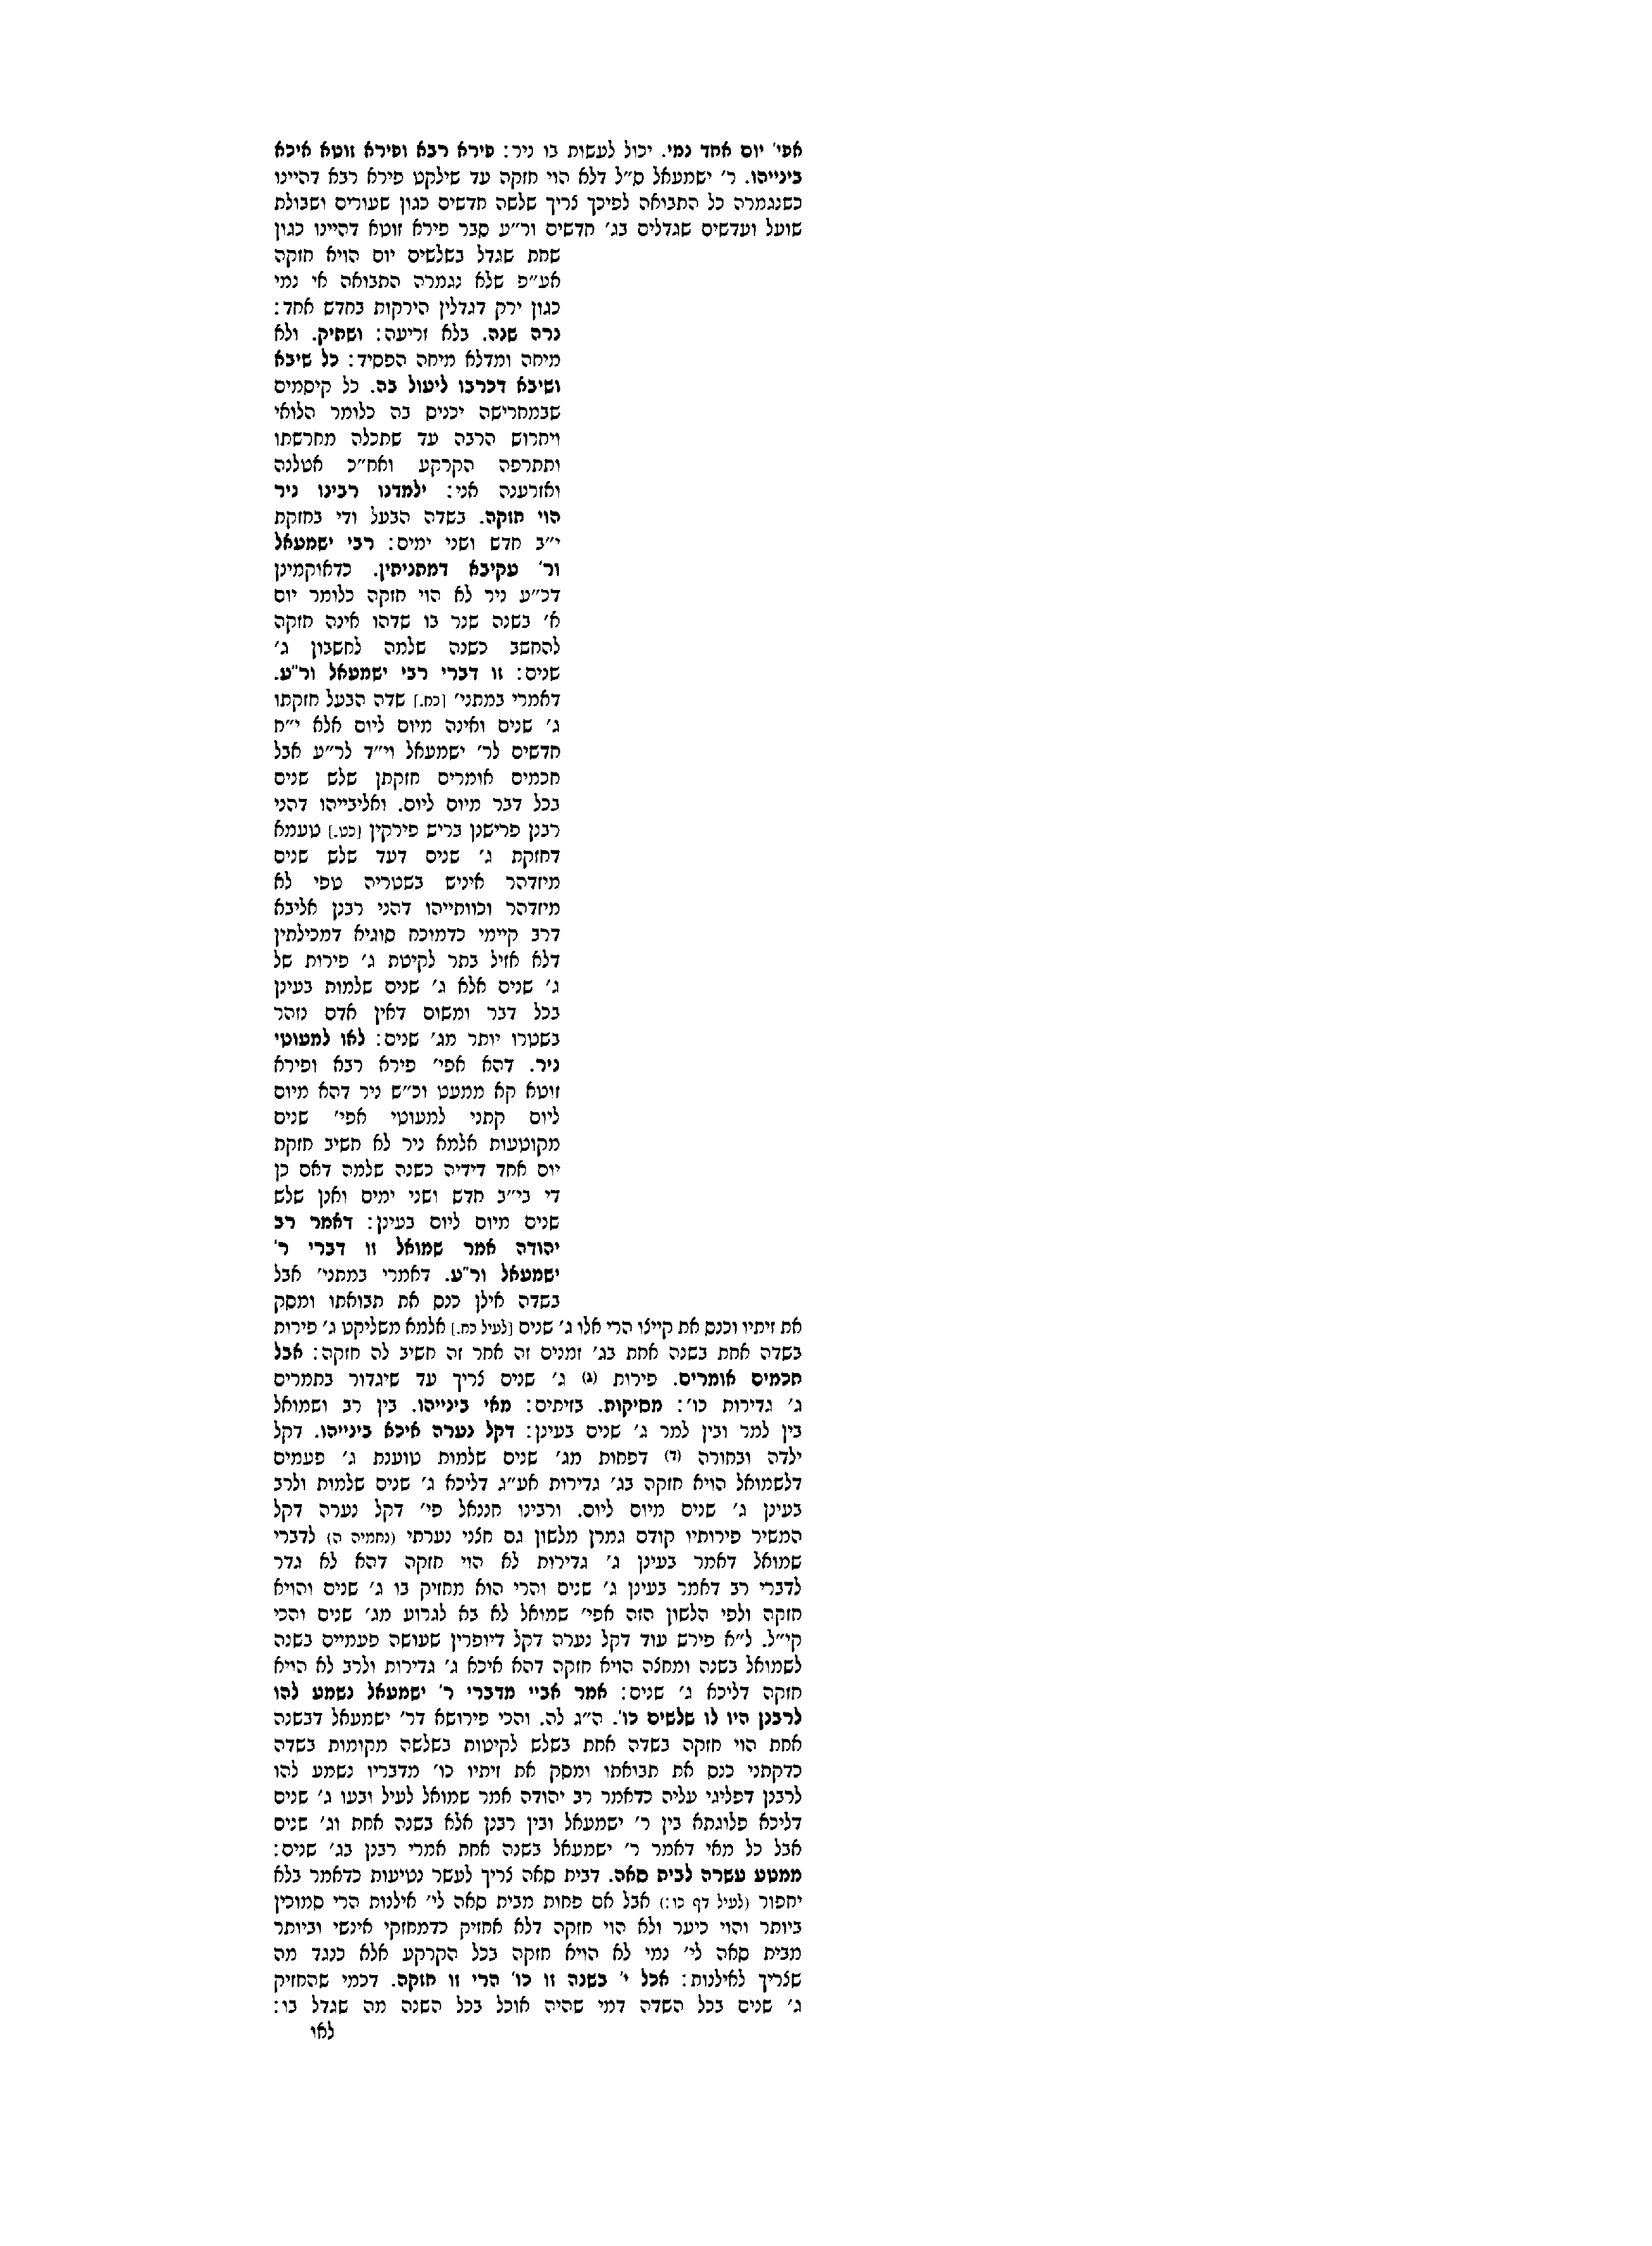 אפי' יום אחד נמי. יכול לעשות בו ניר: פירא רבא ופירא זוטא איכא
בינייהו. ר' ישמעאל ס"ל דלא הוי חזקה עד שילקט פירא רבא דהיינו
כשנגמרה כל התבואה לפיכך צריך שלשה חדשים כגון שעורים ושבולת
שועל ועדשים שגדלים בג' חדשים ור"ע סבר פירא זוטא דהיינו כגון
שחת שגדל בשלשים יום הויא חזקה
אע"פ שלא נגמרה התבואה אי נמי
כגון ירק דגדלין הירקות בחדש אחד:
נרה שנה. בלא זריעה: ושתיק. ולא
מיחה ומדלא מיחה הפסיד: כל שיבא
ושיבא דכרבו ליעול בה. כל קיסמים
שבמחרישה יכנים בה כלומר הלואי
ויחרוש הרבה עד שתכלה מחרשתו
ותתרפה הקרקע ואח"כ אטלנה
ואזרענה אני: ילמדנו רבינו ניר
הוי חזקה. בשדה הבעל ודי בחזקת
י"ב חדש ושני ימים: רבי ישמעאל
ור' עקיבא דמתניתין. כדאוקמינן
דכ"ע ניר לא הוי חזקה כלומר יום
א' בשנה שנר בו שדהו אינה חזקה
להחשב כשנה שלמה לחשבון ג'
שנים: זו דברי רבי ישמעאל ור"ע.
דאמרי במתני' [כח.] שדה הבעל חזקתו
ג' שנים ואינה מיום ליום אלא י"ח
חדשים לר' ישמעאל וי"ד לר"ע אבל
חכמים אומרים חזקתן שלש שנים
בכל דבר מיום ליום. ואליבייהו דהני
רבנן פרישנן בריש פירקין [כט.] טעמא
דחזקת ג' שנים דעד שלש שנים
מיזדהר איניש בשטריה טפי לא
מיזדהר וכוותייהו דהני רבנן אליבא
דרב קיימי כדמוכח סוגיא דמכילתין
דלא אזיל בתר לקיטת ג' פירות של
ג' שנים אלא ג' שנים שלמות בעינן
בכל דבר ומשום דאין אדם נזהר
בשטרו יותר מג' שנים: לאו למעוטי
ניר. דהא אפי' פירא רבא ופירא
זוטא קא ממעט וכ"ש ניר דהא מיום
ליום קתני למעוטי אפי' שנים
מקוטעות אלמא ניר לא חשיב חזקת
יום אחד דידיה כשנה שלמה דאם כן
די בי"ב חדש ושני ימים ואנן שלש
שנים מיום ליום בעינן: דאמר רב
יהודה אמר שמואל זו דברי ר'
ישמעאל ור"ע. דאמרי במתני' אבל
בשדה אילן כנס את תבואתו ומסק
את זיתיו וכנס את קייצו הרי אלו ג' שנים [לעיל כח.] אלמא משליקט ג' פירות
בשדה אחת בשנה אחת בג' זמנים זה אחר זה חשיב לה חזקה: אבל
חכמים אומרים. פירות (ג) ג' שנים צריך עד שיגדור בתמרים
ג' גדירות כו': מסיקות. בזיתים: מאי בינייהו. בין רב ושמואל
בין למר ובין למר ג' שנים בעינן: דקל נערה איכא בינייהו. דקל
ילדה ובחורה (ד) דפחות מג' שנים שלמות טוענת ג' פעמים
דלשמואל הויא חזקה בג' גדירות אע"ג דליכא ג' שנים שלמות ולרב
בעינן ג' שנים מיום ליום. ורבינו חננאל פי' דקל נערה דקל
המשיר פירותיו קודם גמרן מלשון גם חצני נערתי (נחמיה ה) לדברי
שמואל דאמר בעינן ג' גדירות לא הוי חזקה דהא לא גדר
לדברי רב דאמר בעינן ג' שנים והרי הוא מחזיק בו ג' שנים והויא
חזקה ולפי הלשון הזה אפי' שמואל לא בא לגרוע מג' שנים והכי
קי"ל. ל"א פירש עוד דקל נערה דקל דיופרין שעושה פעמיים בשנה
לשמואל בשנה ומחצה הויא חזקה דהא איכא ג' גדירות ולרב לא הויא
חזקה דליכא ג' שנים: אמר אביי מדברי ר' ישמעאל נשמע להו
לרבנן היו לו שלשים כו'. ה"ג לה. והכי פירושא דר' ישמעאל דבשנה
אחת הוי חזקה בשדה אחת בשלש לקיטות בשלשה מקומות בשדה
כדקתני כנס את תבואתו ומסק את זיתיו כו' מדבריו נשמע להו
לרבנן דפליגי עליה כדאמר רב יהודה אמר שמואל לעיל ובעו ג' שנים
דליכא פלוגתא בין ר' ישמעאל ובין רבנן אלא בשנה אחת וג' שנים
אבל כל מאי דאמר ר' ישמעאל בשנה אחת אמרי רבנן בג' שנים:
ממטע עשרה לבית סאה. דבית סאה צריך לעשר נטיעות כדאמר בלא
יחפור (לעיל דף כו:) אבל אם פחות מבית סאה לי' אילנות הרי סמוכין
ביותר והוי כיער ולא הוי חזקה דלא אחזיק כדמחזקי אינשי וביותר
מבית סאה לי' נמי לא הויא חזקה בכל הקרקע אלא כנגד מה
שצריך לאילנות: אכל י' בשנה זו כו' הרי זו חזקה. דכמי שהחזיק
ג' שנים בכל השדה דמי שהיה אוכל בכל השנה מה שגדל בו:
לאו